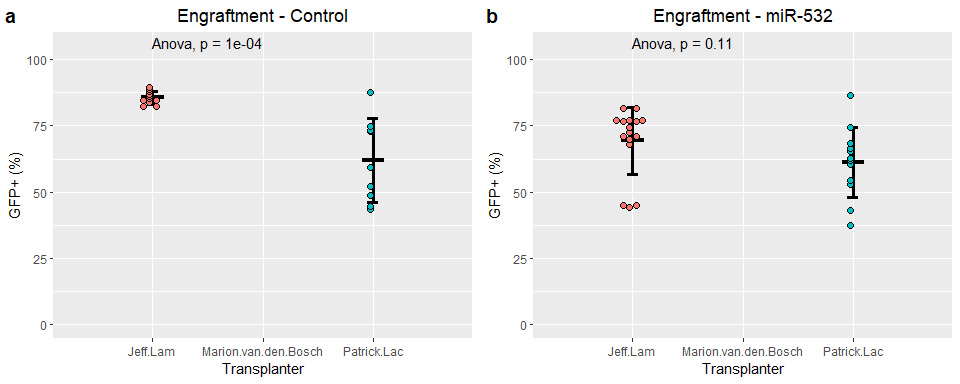 a
Engraftment - Control
Anova, p = 1e-04
GFP+ (%)
100
75
50
25
0
Jeff.Lam Marion.van.den.Bosch Patrick.Lac
Transplanter
b
Engraftment - miR-532
Anova, p = 0.11
GFP+ (%)
100
75
50
25
0
Jeff.Lam Marion.van.den.Bosch Patrick.Lac
Transplanter